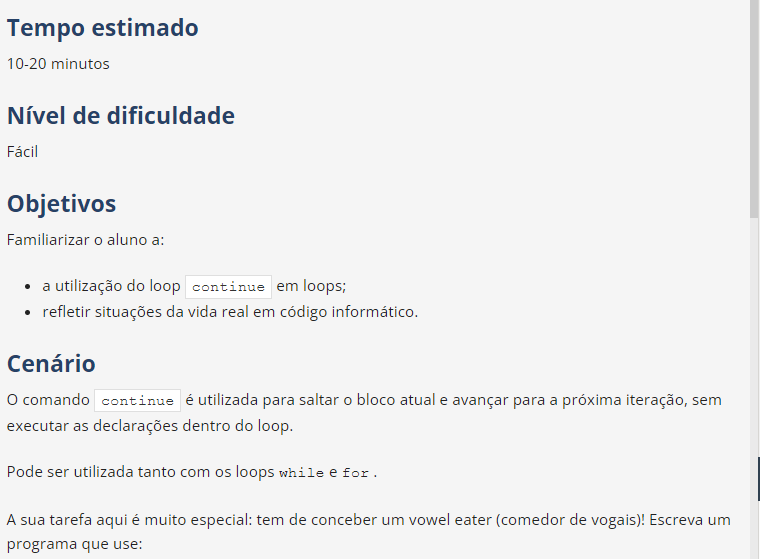 Tempo estimado
10-20 minutos
Nível de dificuldade
Fácil
Objetivos
Familiarizar o aluno a:
• a utilização do loop continue em loops;
• refletir situações da vida real em código informático.
Cenário
O comando continue é utilizada para saltar o bloco atual e avançar para a próxima iteração, sem
executar as declarações dentro do loop.
Pode ser utilizada tanto com os loops while e for .
A sua tarefa aqui é muito especial: tem de conceber um vowel eater (comedor de vogais)! Escreva um
programa que use: